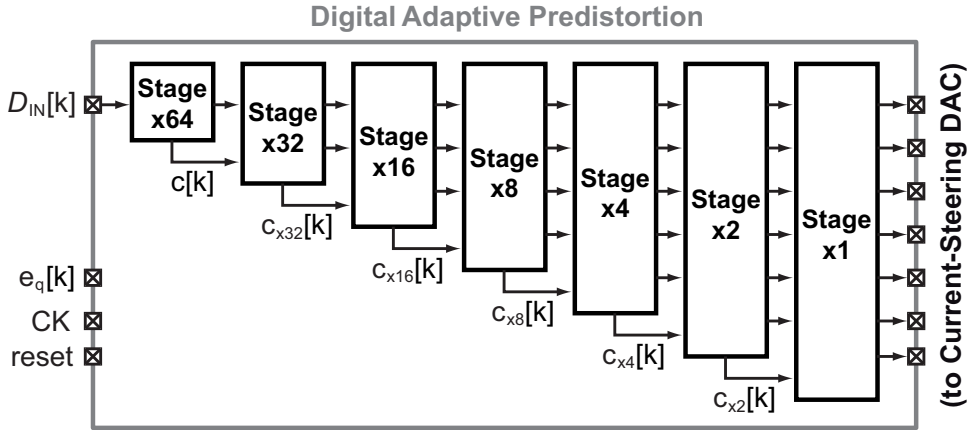 Digital Adaptive Predistortion
D_IN[k]
Stage
x64
Stage
x32
Stage
x16
Stage
x8
Stage
x4
Stage
x2
Stage
x1
c[k]
c_x32[k]
c_x16[k]
c_x8[k]
c_x4[k]
c_x2[k]
e_q[k]
CK
reset
(to Current-Steering DAC)